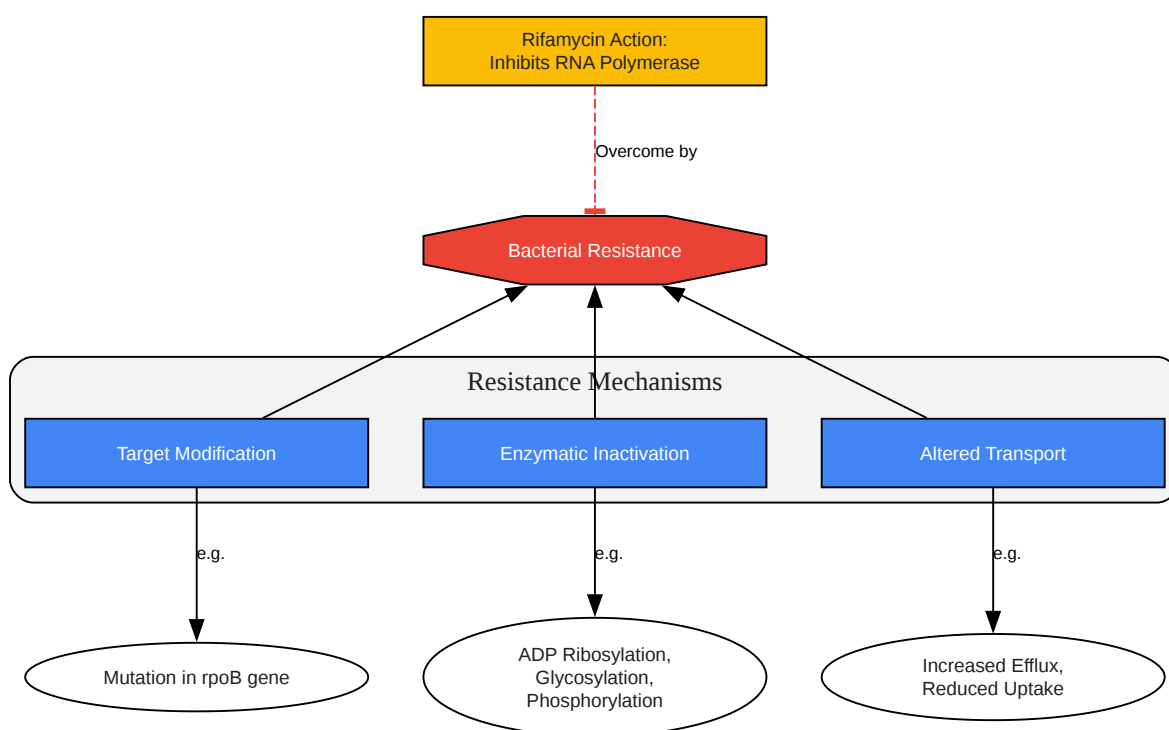 Rifamycin Action:
Inhibits RNA Polymerase
Overcome by
Bacterial Resistance
Resistance Mechanisms
Target Modification
Enzymatic Inactivation
Altered Transport
e.g.
e.g.
e.g.
Mutation in rpoB gene
ADP Ribosylation,
Glycosylation,
Phosphorylation
Increased Efflux,
Reduced Uptake